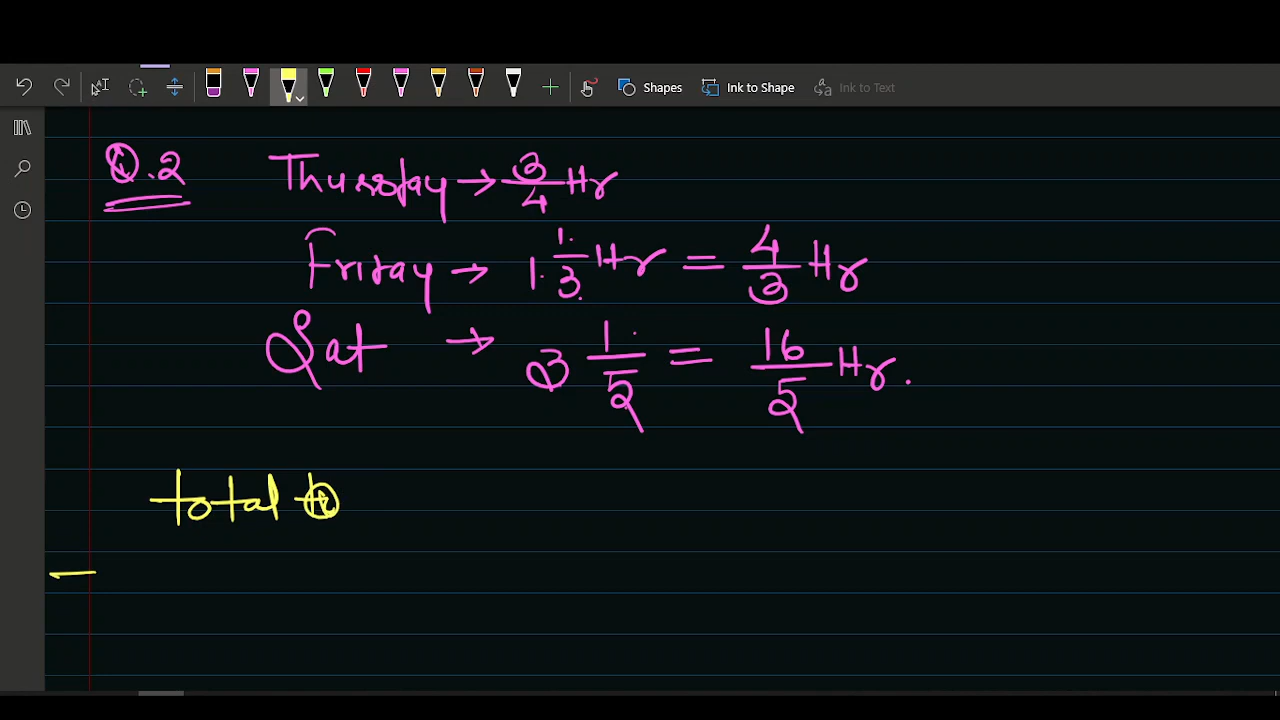 Shapes Ink to Shape Ink to Text
Q.2 Thursday → 3/4 Hr
Friday → 1 1/3 Hr = 4/3 Hr
Sat → 3 1/5 = 16/5 Hr.
total